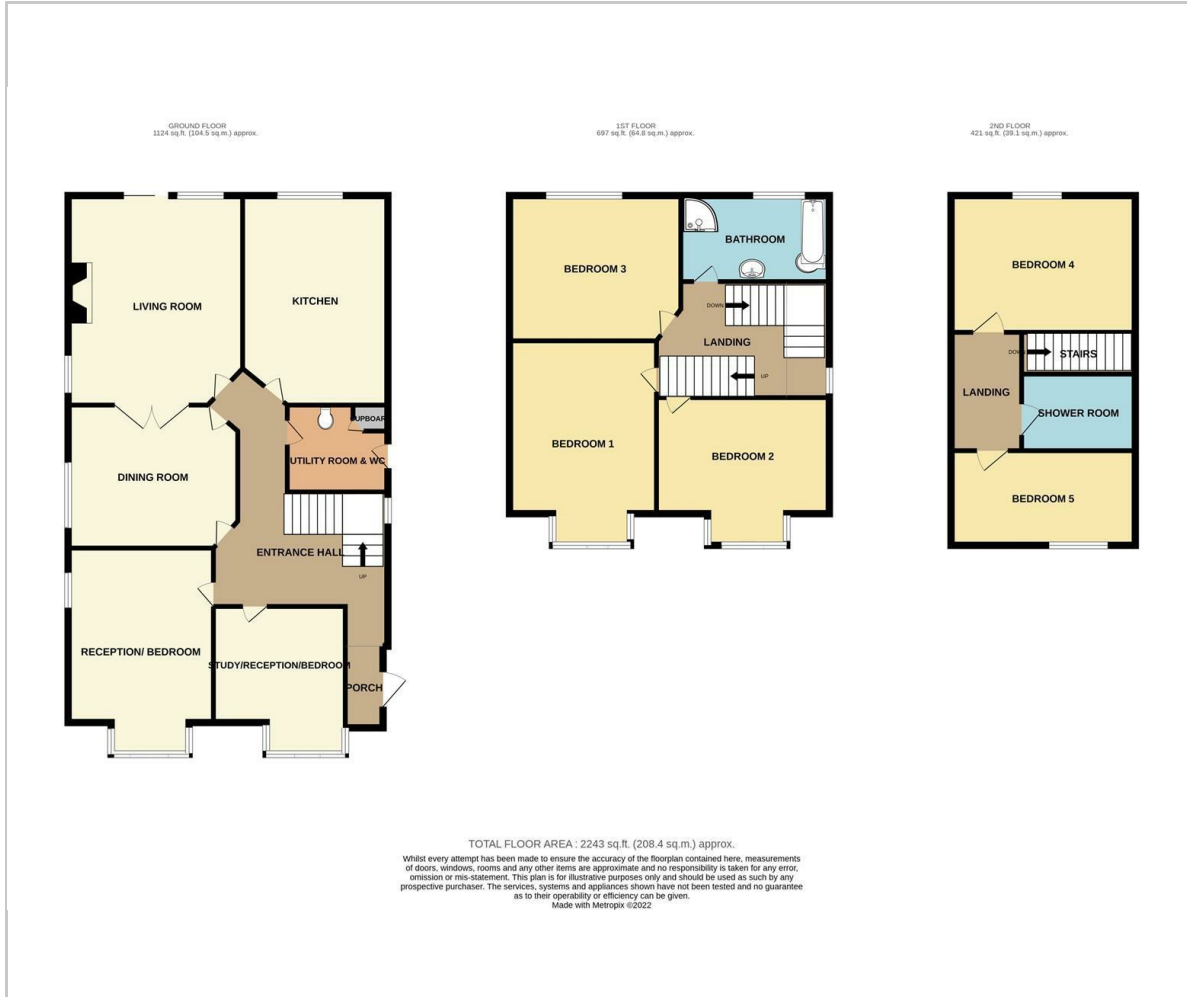 GROUND FLOOR
1124 sq.ft. (104.5 sq.m.) approx.
LIVING ROOM
KITCHEN
DINING ROOM
UPBOAR
UTILITY ROOM & WC
ENTRANCE HALL
UP
RECEPTION/ BEDROOM
STUDY/RECEPTION/BEDROOM
PORCH
1ST FLOOR
697 sq.ft. (64.8 sq.m.) approx.
BEDROOM 3
BATHROOM
DOWN
LANDING
UP
BEDROOM 1
BEDROOM 2
2ND FLOOR
421 sq.ft. (39.1 sq.m.) approx.
BEDROOM 4
DOWN
STAIRS
LANDING
SHOWER ROOM
BEDROOM 5
TOTAL FLOOR AREA : 2243 sq.ft. (208.4 sq.m.) approx.
Whilst every attempt has been made to ensure the accuracy of the floorplan contained here, measurements
of doors, windows, rooms and any other items are approximate and no responsibility is taken for any error,
omission or mis-statement. This plan is for illustrative purposes only and should be used as such by any
prospective purchaser. The services, systems and appliances shown have not been tested and no guarantee
as to their operability or efficiency can be given.
Made with Metropix ©2022